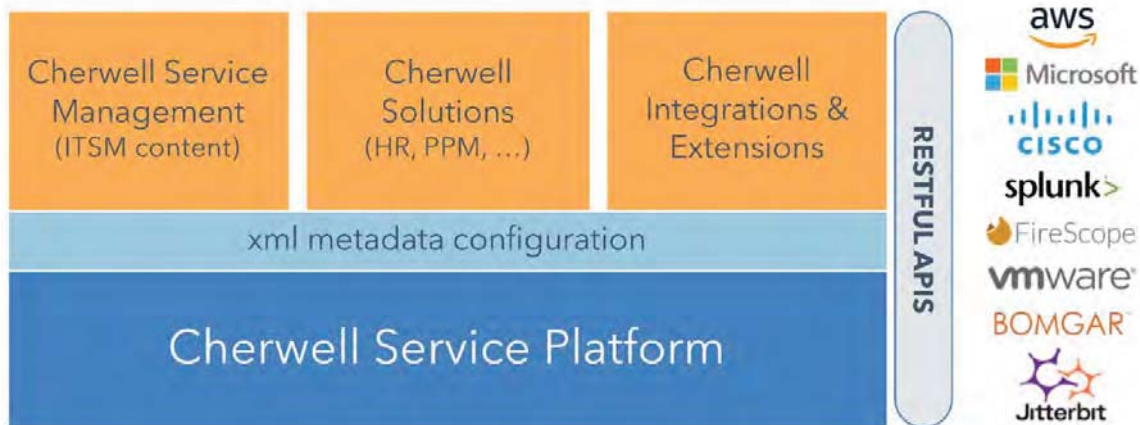 Cherwell Service
Management
(ITSM content)
Cherwell
Solutions
(HR, PPM, ...)
Cherwell
Integrations &
Extensions
xml metadata configuration
Cherwell Service Platform
RESTFUL APIS
aws
Microsoft
CISCO
splunk>
FireScope
vmware®
BOMGAR™
Jitterbit